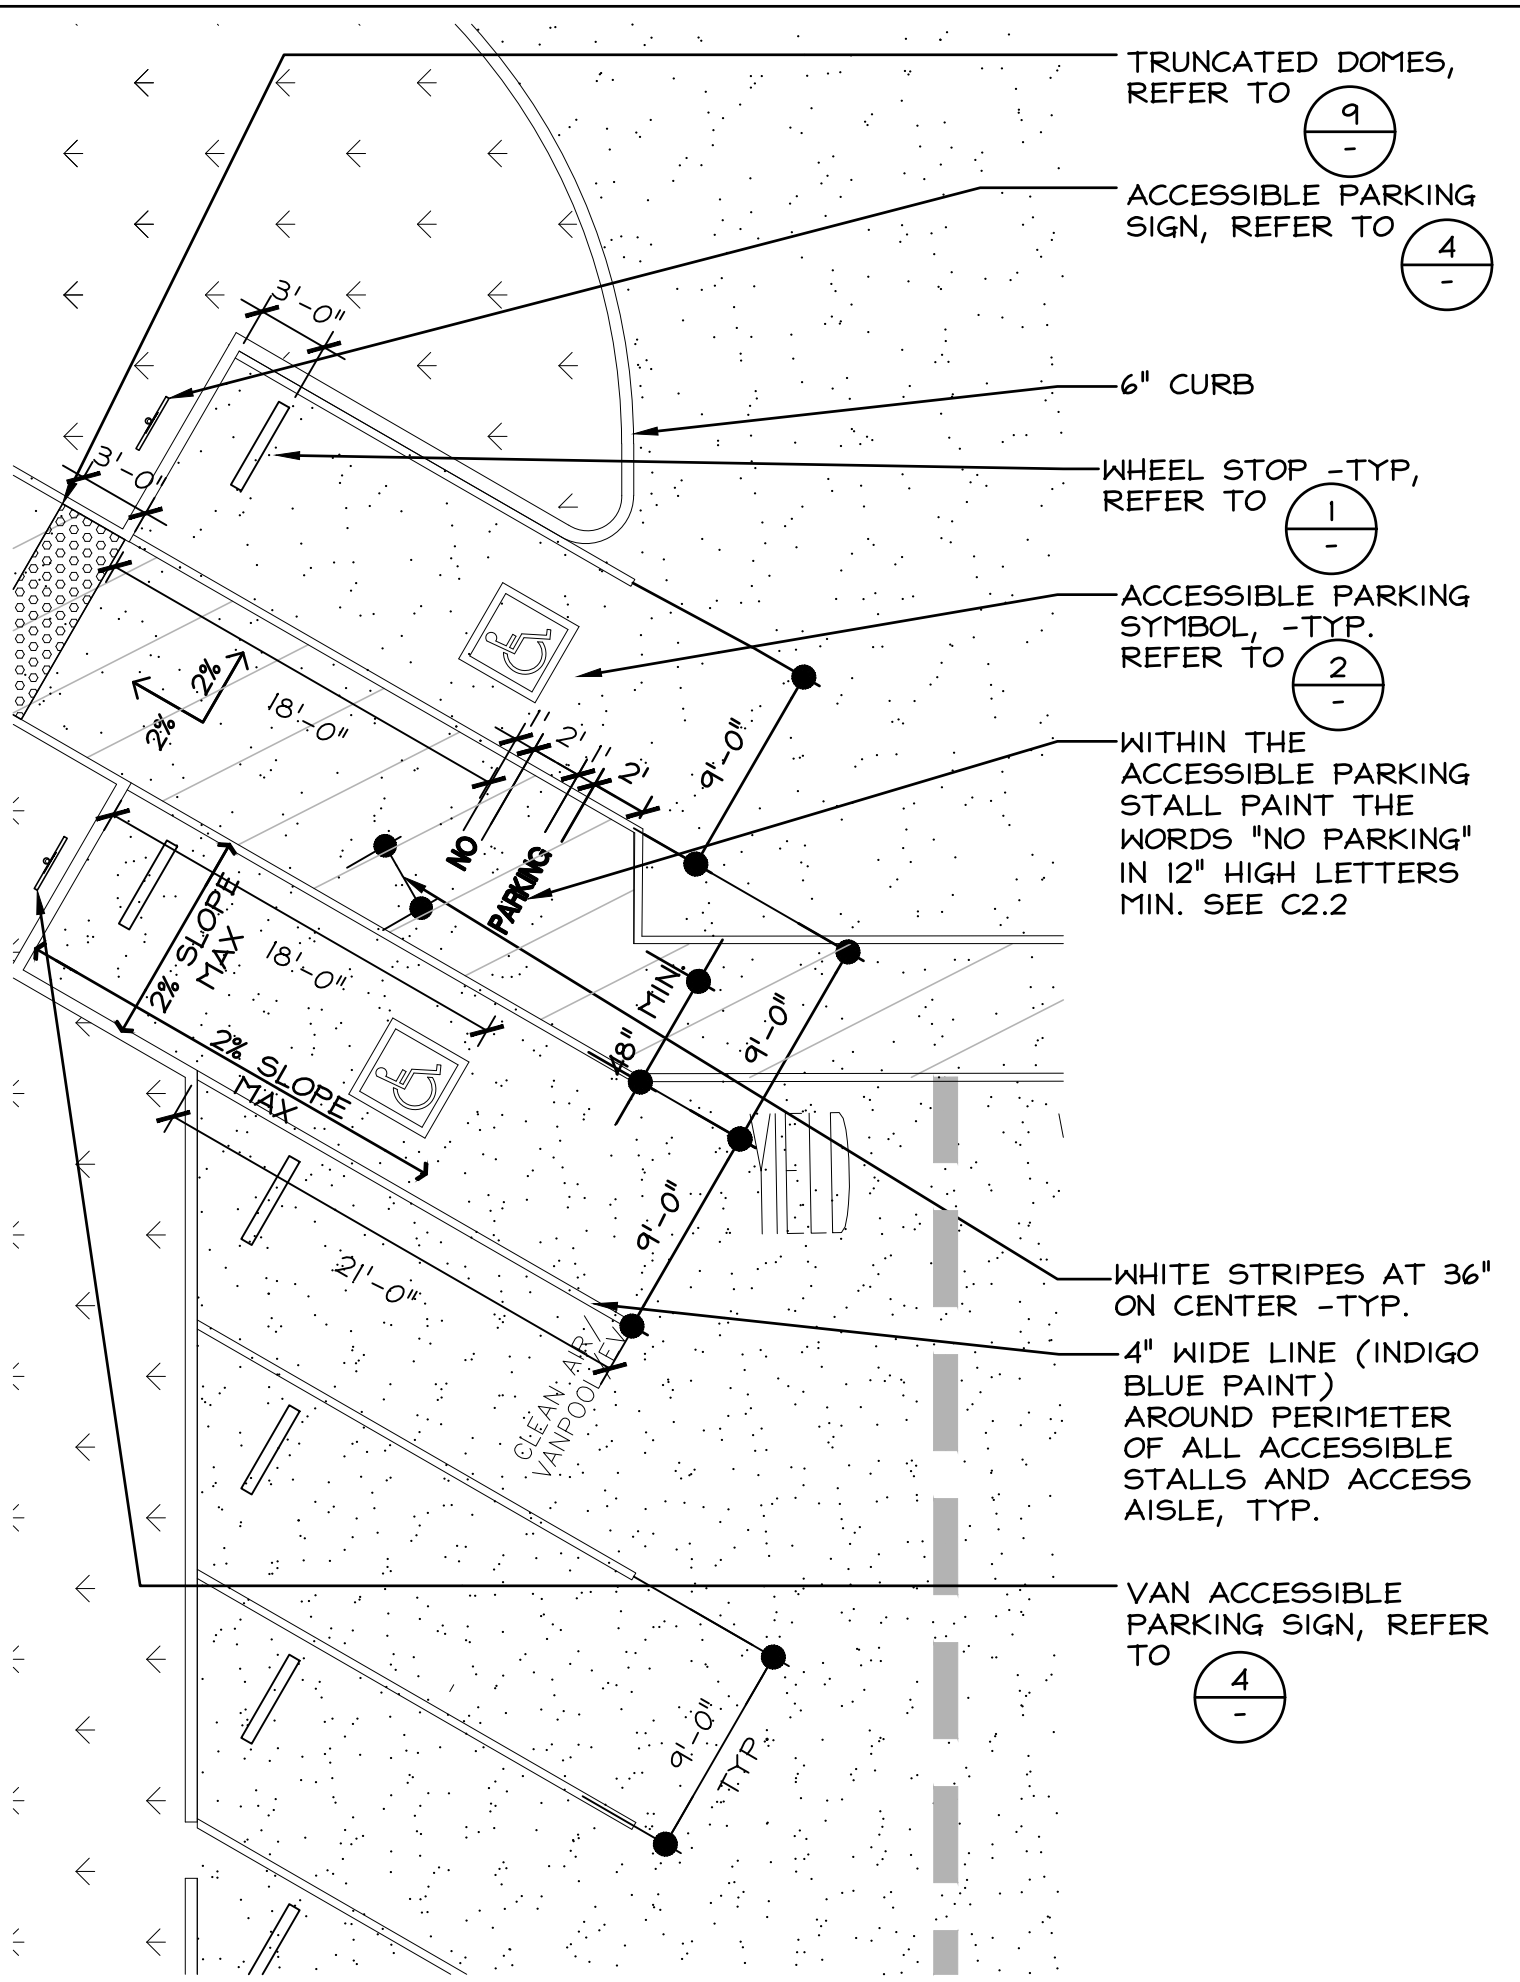 TRUNCATED DOMES,
REFER TO
9
-
ACCESSIBLE PARKING
SIGN, REFER TO
4
-
3'-0"
6" CURB
3'-0"
WHEEL STOP -TYP,
REFER TO
1
-
ACCESSIBLE PARKING
SYMBOL, -TYP.
REFER TO
2
-
2%
2%
18'-0"
1'
2'
1'
2'
9'-0"
WITHIN THE
ACCESSIBLE PARKING
STALL PAINT THE
WORDS "NO PARKING"
IN 12" HIGH LETTERS
MIN. SEE C2.2
NO
PARKING
2% SLOPE
MAX
18'-0"
48" MIN.
9'-0"
2% SLOPE
MAX
9'-0"
21'-0"
WHITE STRIPES AT 36"
ON CENTER -TYP.
CLEAN AIR/
VANPOOL/EV
4" WIDE LINE (INDIGO
BLUE PAINT)
AROUND PERIMETER
OF ALL ACCESSIBLE
STALLS AND ACCESS
AISLE, TYP.
VAN ACCESSIBLE
PARKING SIGN, REFER
TO
4
-
9'-0"
TYP